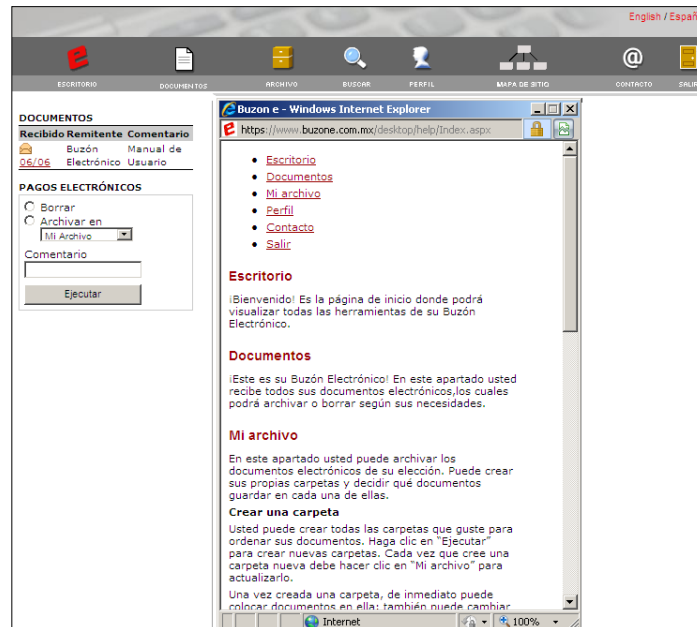 English / Españ
ESCRITORIO
DOCUMENTOS
ARCHIVO
BUSCAR
PERFIL
MAPA DE SITIO
CONTACTO
SALIR
DOCUMENTOS
Recibido Remitente Comentario
06/06
Buzón Electrónico
Manual de Usuario
PAGOS ELECTRÓNICOS
Borrar
Archivar en
Mi Archivo
Comentario
Ejecutar
Buzon e - Windows Internet Explorer
https://www.buzone.com.mx/desktop/help/Index.aspx
Escritorio
Documentos
Mi archivo
Perfil
Contacto
Salir
Escritorio
¡Bienvenido! Es la página de inicio donde podrá
visualizar todas las herramientas de su Buzón
Electrónico.
Documentos
¡Este es su Buzón Electrónico! En este apartado usted
recibe todos sus documentos electrónicos,los cuales
podrá archivar o borrar según sus necesidades.
Mi archivo
En este apartado usted puede archivar los
documentos electrónicos de su elección. Puede crear
sus propias carpetas y decidir qué documentos
guardar en cada una de ellas.
Crear una carpeta
Usted puede crear todas las carpetas que guste para
ordenar sus documentos. Haga clic en “Ejecutar”
para crear nuevas carpetas. Cada vez que cree una
carpeta nueva debe hacer clic en “Mi archivo” para
actualizarlo.
Una vez creada una carpeta, de inmediato puede
colocar documentos en ella; también puede cambiar
Internet
100%